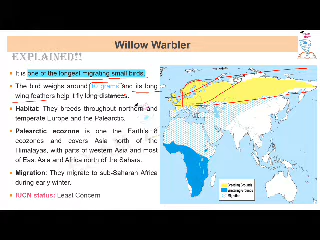 Willow Warbler
EXPLAINED!!!
It is one of the longest migrating small birds.
The bird weighs around 10 grams and its long
wing feathers help it fly long distances.
Habitat: They breeds throughout northern and
temperate Europe and the Palearctic.
Palearctic ecozone is one the Earth's 8
ecozones and covers Asia north of the
Himalayas, with parts of western Asia and most
of East Asia and Africa north of the Sahara.
Migration: They migrate to sub-Saharan Africa
during early winter.
IUCN status: Least Concern